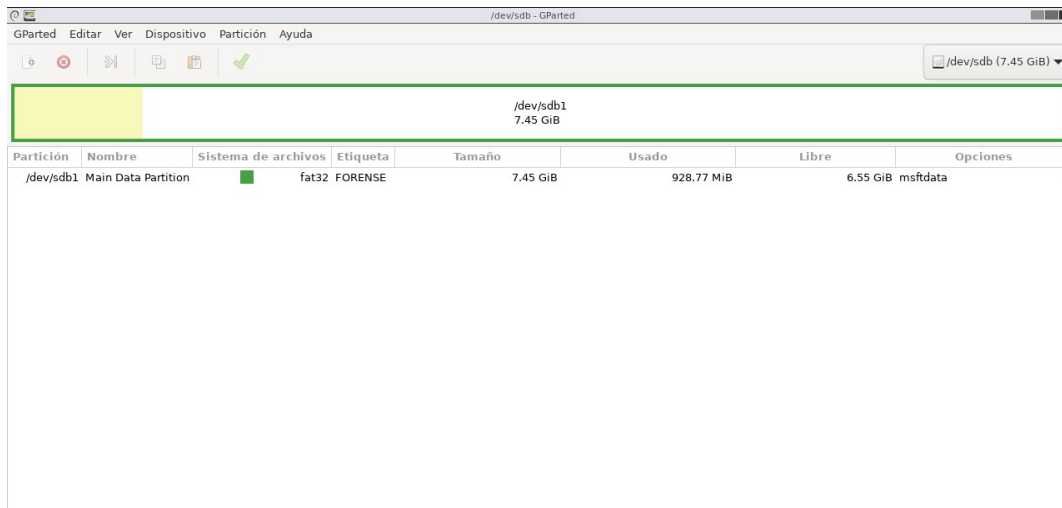 /dev/sdb - GParted
GParted Editar Ver Dispositivo Partición Ayuda
/dev/sdb (7.45 GiB)
/dev/sdb1
7.45 GiB
Partición Nombre Sistema de archivos Etiqueta Tamaño Usado Libre Opciones
/dev/sdb1 Main Data Partition fat32 FORENSE 7.45 GiB 928.77 MiB 6.55 GiB msftdata